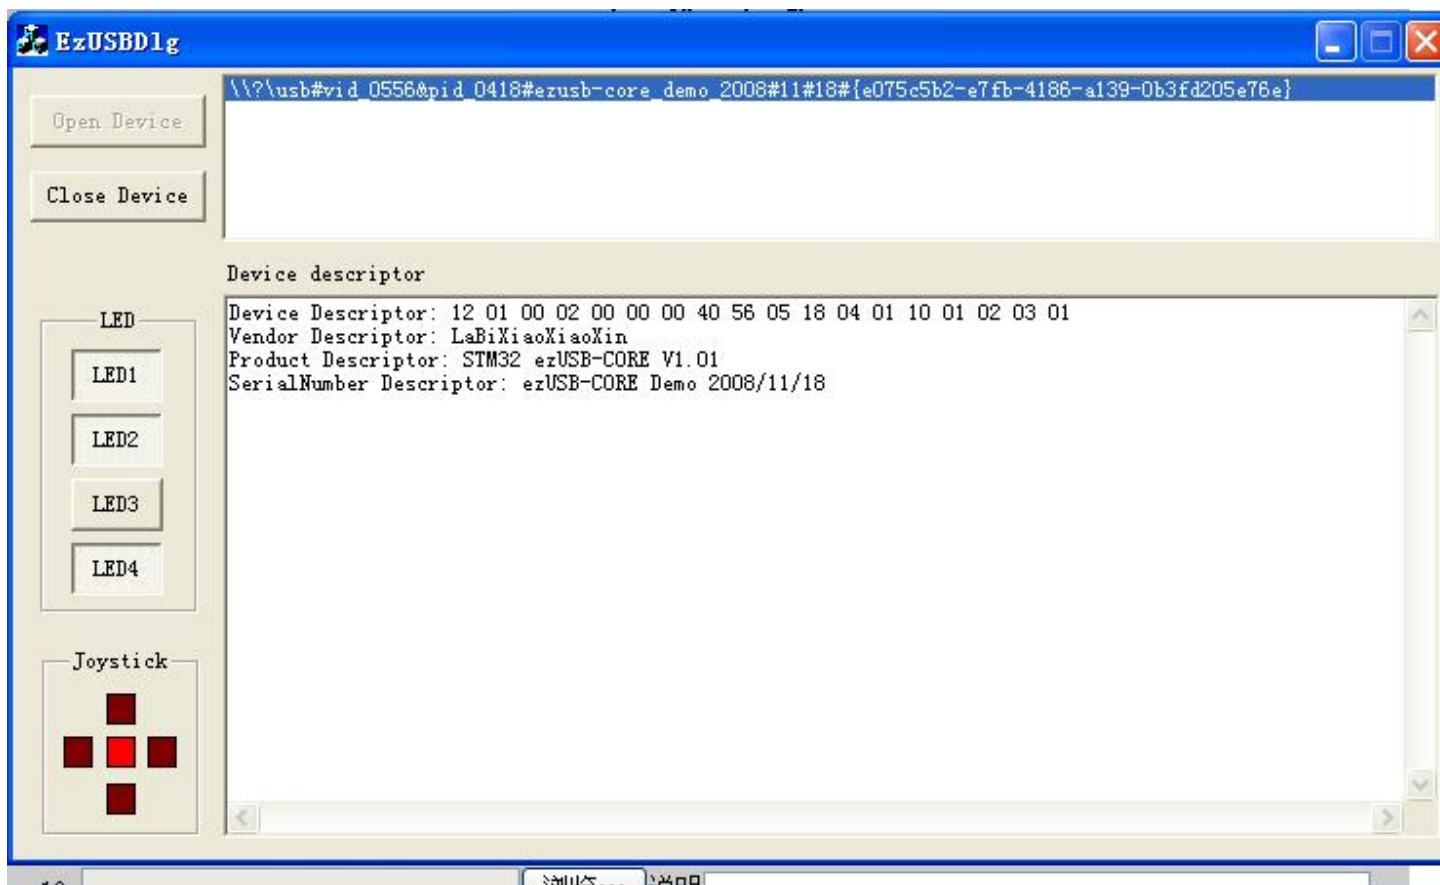 EzUSBDlg
Open Device
Close Device
\\?\usb#vid_0556&pid_0418#ezusb-core_demo_2008#11#18#{e075c5b2-e7fb-4186-a139-0b3fd205e76e}
Device descriptor
Device Descriptor: 12 01 00 02 00 00 00 40 56 05 18 04 01 10 01 02 03 01
Vendor Descriptor: LaBiXiaoXiaoXin
Product Descriptor: STM32 ezUSB-CORE V1.01
SerialNumber Descriptor: ezUSB-CORE Demo 2008/11/18
LED
LED1
LED2
LED3
LED4
Joystick